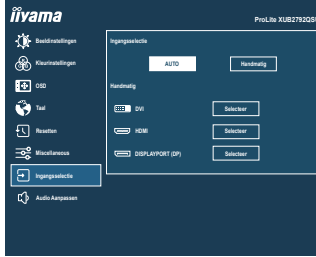 iiyama
ProLite XUB2792QSU
Beeldinstellingen
Kleurinstellingen
OSD
Taal
Resetten
Miscellaneous
Ingangsselectie
Audio Aanpassen
Ingangsselectie
AUTO
Handmatig
Handmatig
DVI
Selecteer
HDMI
Selecteer
DISPLAYPORT (DP)
Selecteer